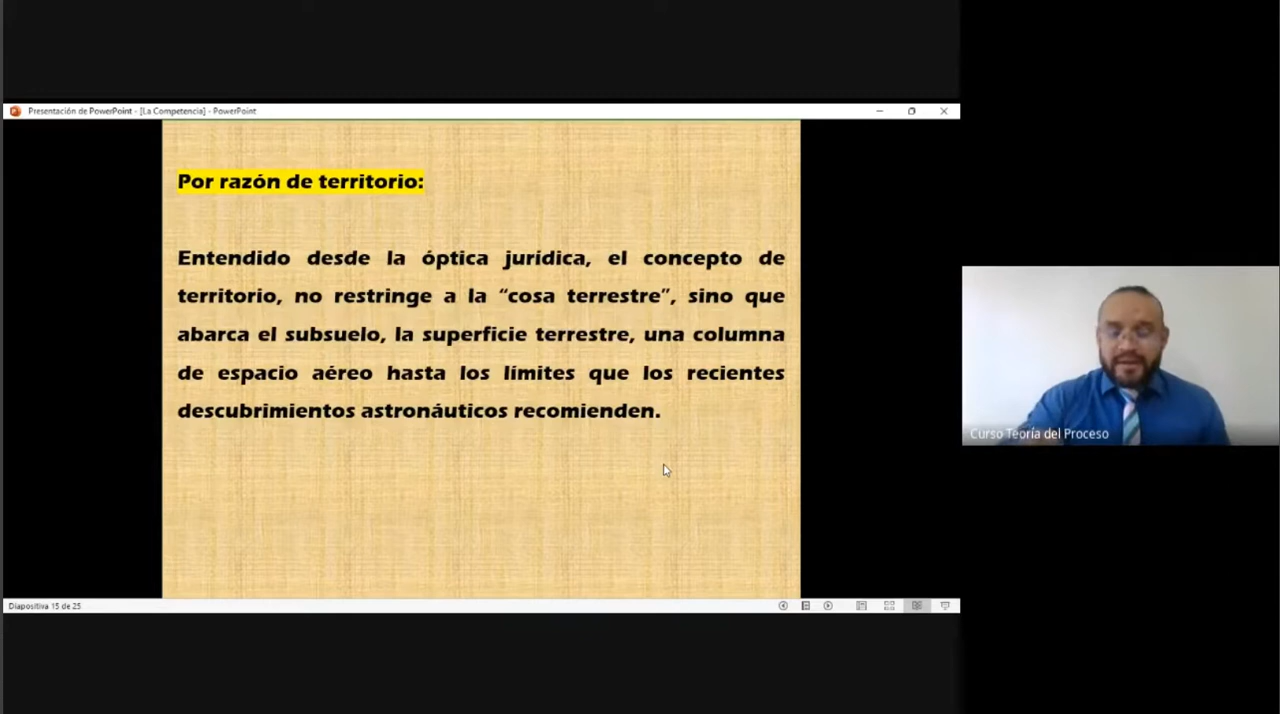 Presentación de PowerPoint - [La Competencia] - PowerPoint
Por razón de territorio:
Entendido desde la óptica jurídica, el concepto de
territorio, no restringe a la “cosa terrestre”, sino que
abarca el subsuelo, la superficie terrestre, una columna
de espacio aéreo hasta los límites que los recientes
descubrimientos astronáuticos recomienden.
Curso Teoría del Proceso
Diapositiva 15 de 25